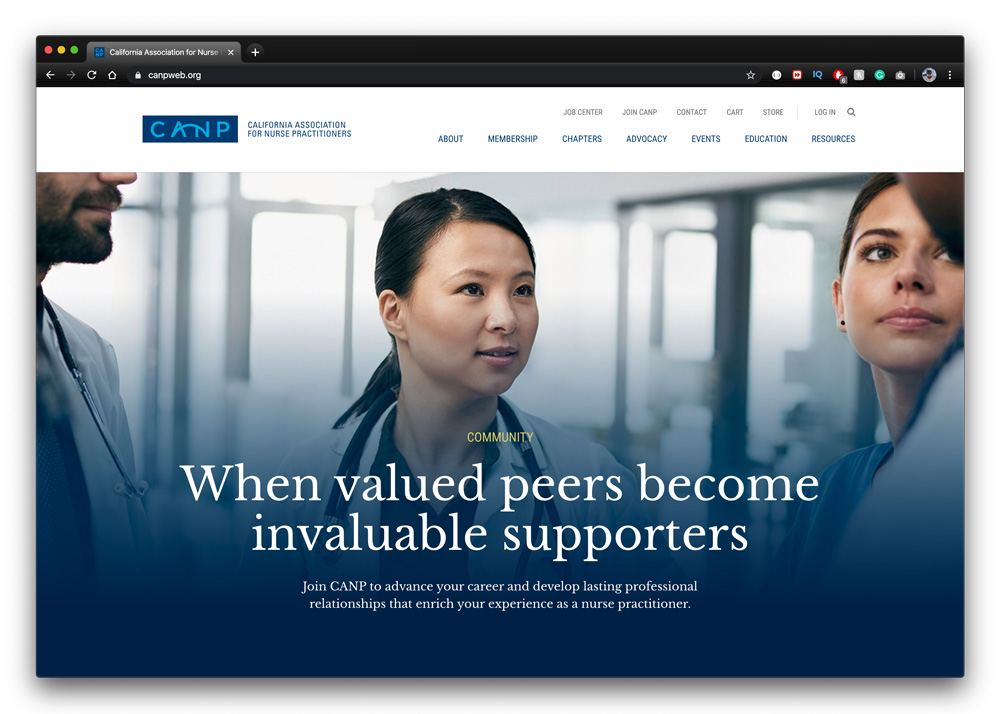 California Association for Nurse
canpweb.org
6
JOB CENTER JOIN CANP CONTACT CART STORE LOG IN
CANP
CALIFORNIA ASSOCIATION
FOR NURSE PRACTITIONERS
ABOUT MEMBERSHIP CHAPTERS ADVOCACY EVENTS EDUCATION RESOURCES
COMMUNITY
When valued peers become
invaluable supporters
Join CANP to advance your career and develop lasting professional
relationships that enrich your experience as a nurse practitioner.